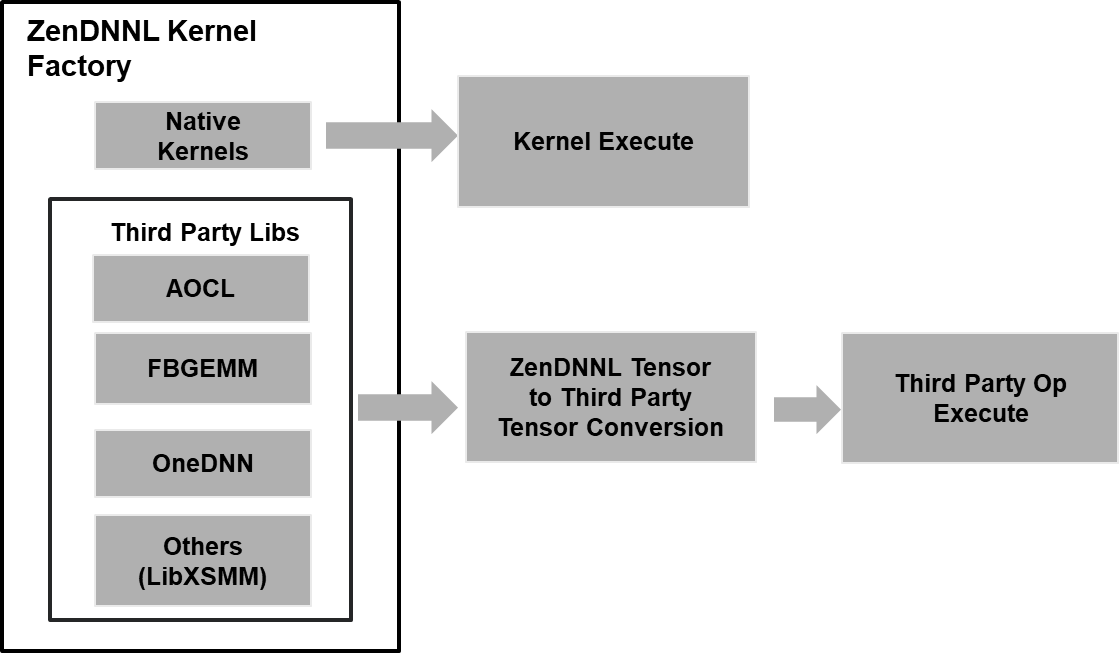 ZenDNNL Kernel
Factory
Native
Kernels
Kernel Execute
Third Party Libs
AOCL
FBGEMM
OneDNN
Others
(LibXSMM)
ZenDNNL Tensor
to Third Party
Tensor Conversion
Third Party Op
Execute